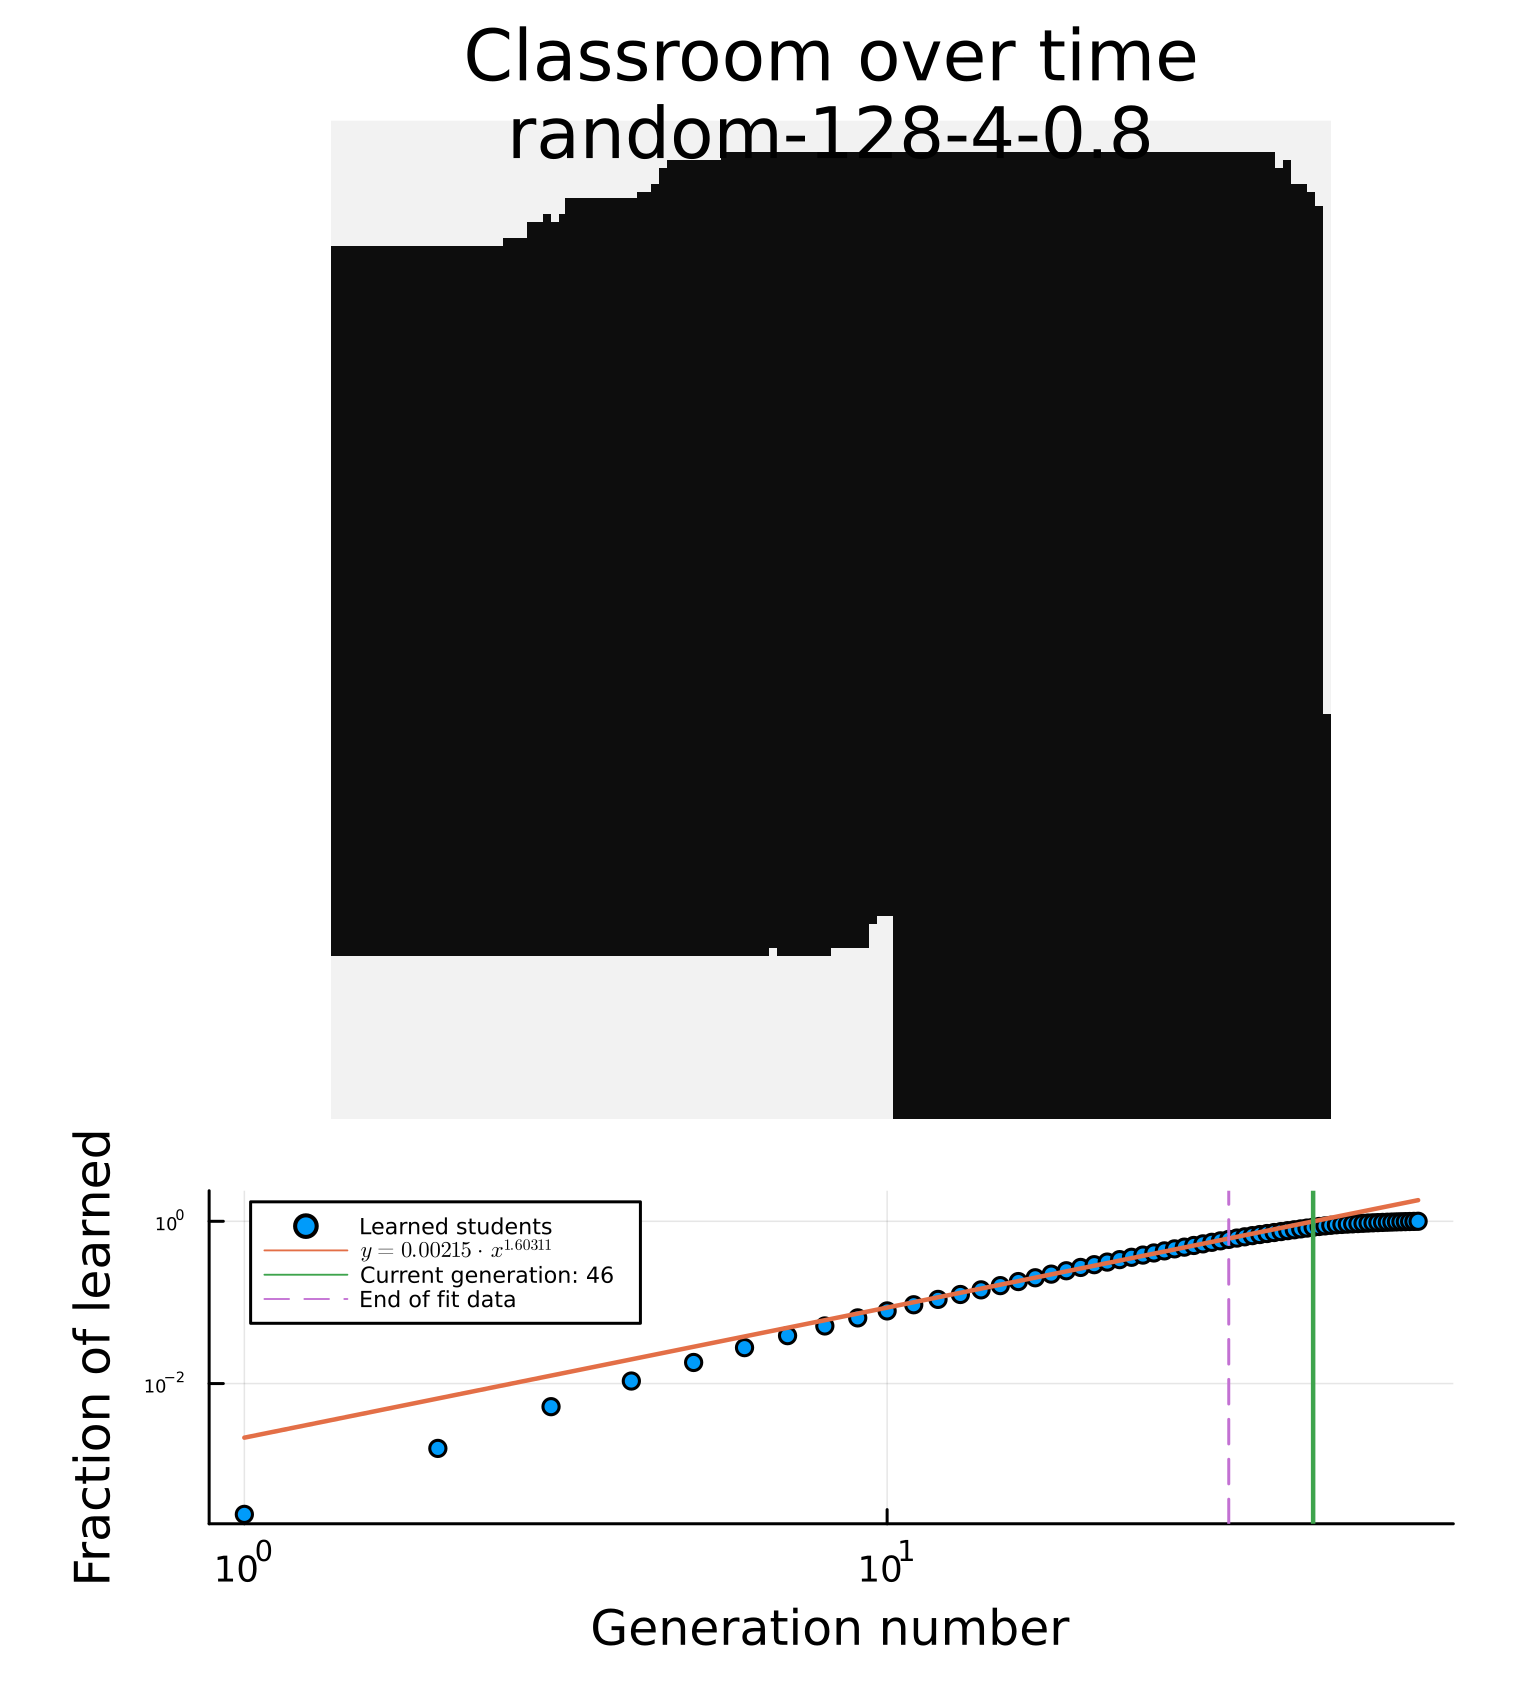 Classroom over time
random-128-4-0.8
Fraction of learned
10^0
10^-2
Learned students
y = 0.00215 · x^1.60311
Current generation: 46
End of fit data
10^0
10^1
Generation number